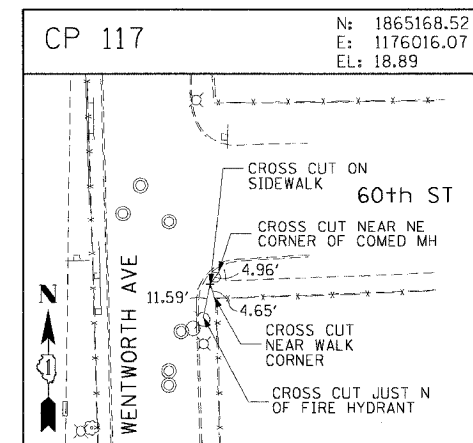 CP 117
N: 1865168.52
E: 1176016.07
EL: 18.89
CROSS CUT ON
SIDEWALK
60th ST
CROSS CUT NEAR NE
CORNER OF COMED MH
4.96'
11.59'
4.65'
N
1
WENTWORTH AVE
CROSS CUT
NEAR WALK
CORNER
CROSS CUT JUST N
OF FIRE HYDRANT